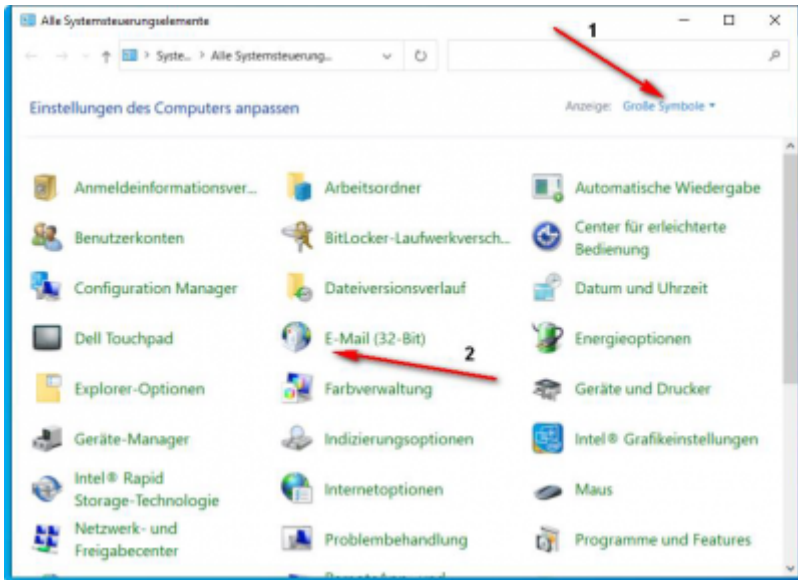 Alle Systemsteuerungselemente
1
Syste... > Alle Systemsteuerung...
Einstellungen des Computers anpassen
Anzeige: Große Symbole
Anmeldeinformationsver...
Arbeitsordner
Automatische Wiedergabe
Benutzerkonten
BitLocker-Laufwerkversch...
Center für erleichterte
Bedienung
Configuration Manager
Dateiversionsverlauf
Datum und Uhrzeit
Dell Touchpad
E-Mail (32-Bit)
2
Energieoptionen
Explorer-Optionen
Farbverwaltung
Geräte und Drucker
Geräte-Manager
Indizierungsoptionen
Intel® Grafikeinstellungen
Intel® Rapid
Storage-Technologie
Internetoptionen
Maus
Netzwerk- und
Freigabecenter
Problembehandlung
Programme und Features